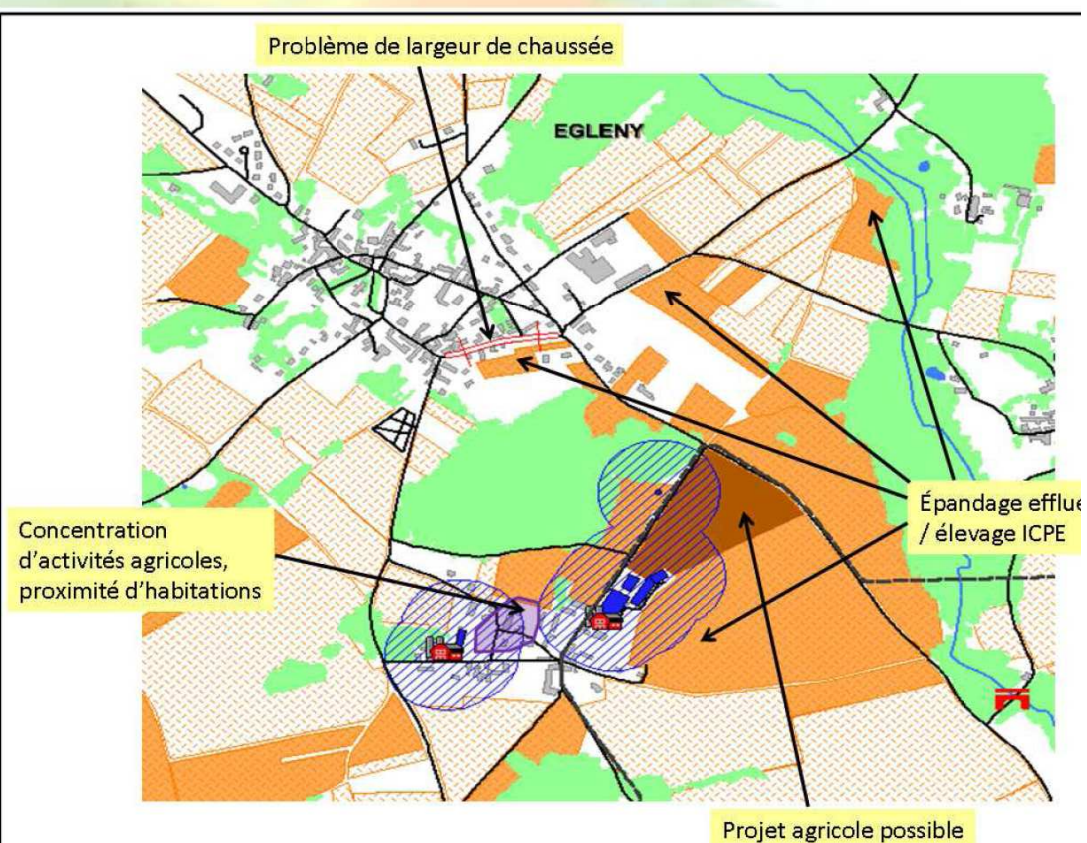 Problème de largeur de chaussée
EGLENY
Concentration
d'activités agricoles,
proximité d'habitations
Épandage efflue
/ élevage ICPE
Projet agricole possible